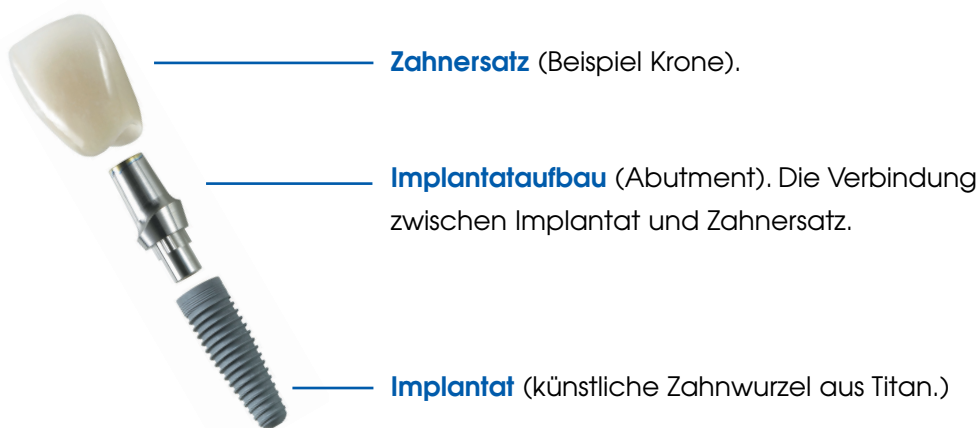 Zahnersatz (Beispiel Krone).
Implantataufbau (Abutment). Die Verbindung
zwischen Implantat und Zahnersatz.
Implantat (künstliche Zahnwurzel aus Titan.)